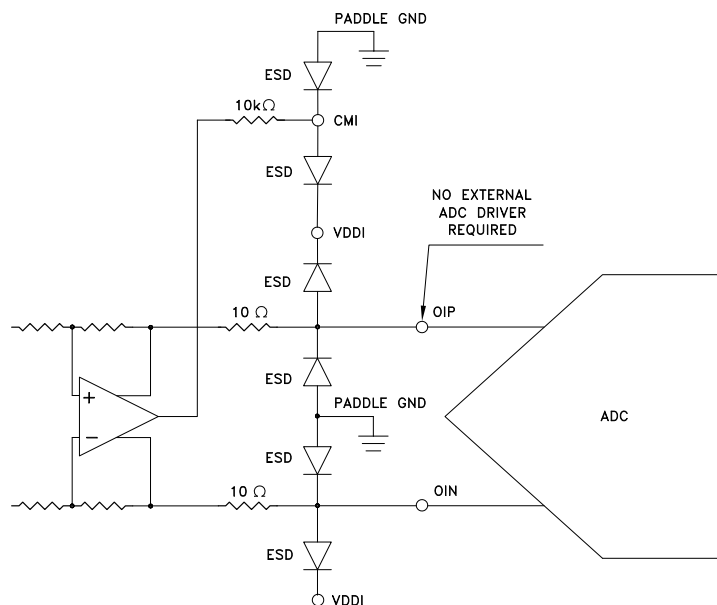 PADDLE GND
ESD
10kΩ
CMI
ESD
NO EXTERNAL
ADC DRIVER
REQUIRED
VDDI
ESD
10 Ω
OIP
ESD
PADDLE GND
+
ADC
−
ESD
10 Ω
OIN
ESD
VDDI